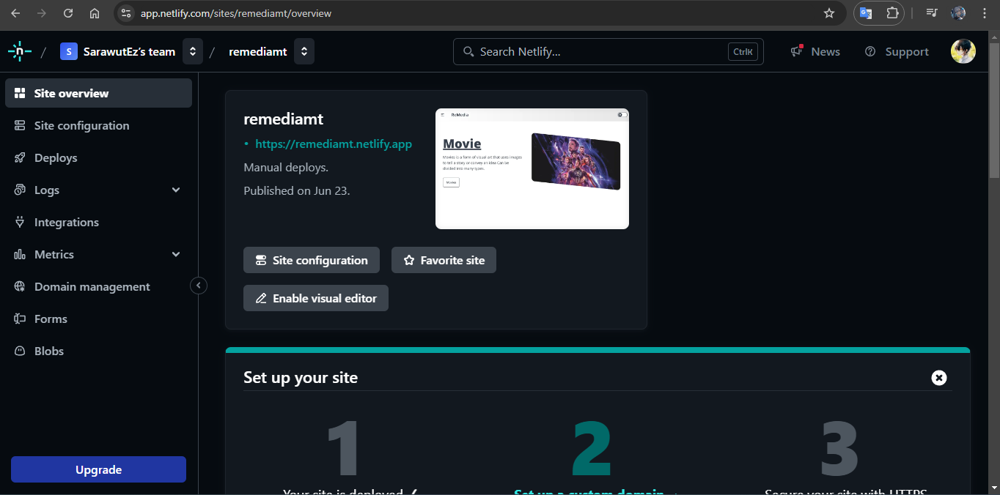 app.netlify.com/sites/remediamt/overview
S SarawutEz's team / remediamt
Search Netlify...
CtrlK
News
Support
Site overview
Site configuration
Deploys
Logs
Integrations
Metrics
Domain management
Forms
Blobs
Upgrade
remediamt
• https://remediamt.netlify.app
Manual deploys.
Published on Jun 23.
ReMedia
Movie
Movies is a form of visual art that uses images
to tell a story or convey an idea Can be
divided into many types.
Movies
Site configuration
Favorite site
Enable visual editor
Set up your site
1
2
3
Your site is deployed ✓
Set up a custom domain →
Secure your site with HTTPS